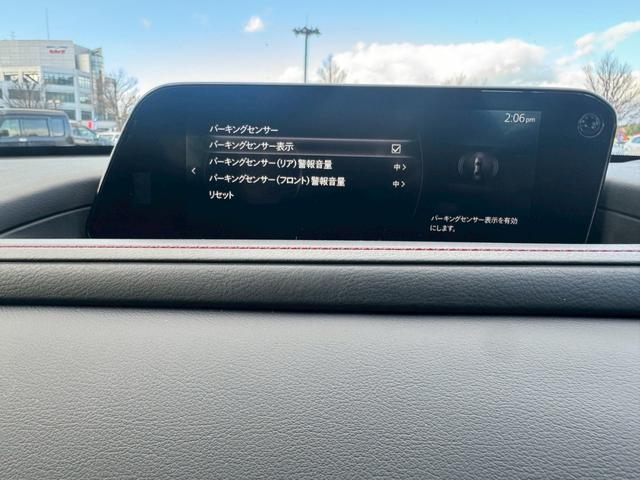 2:06pm
パーキングセンサー
パーキングセンサー表示
パーキングセンサー(リア)警報音量 中
パーキングセンサー(フロント)警報音量 中
リセット
パーキングセンサー表示を有効
にします。